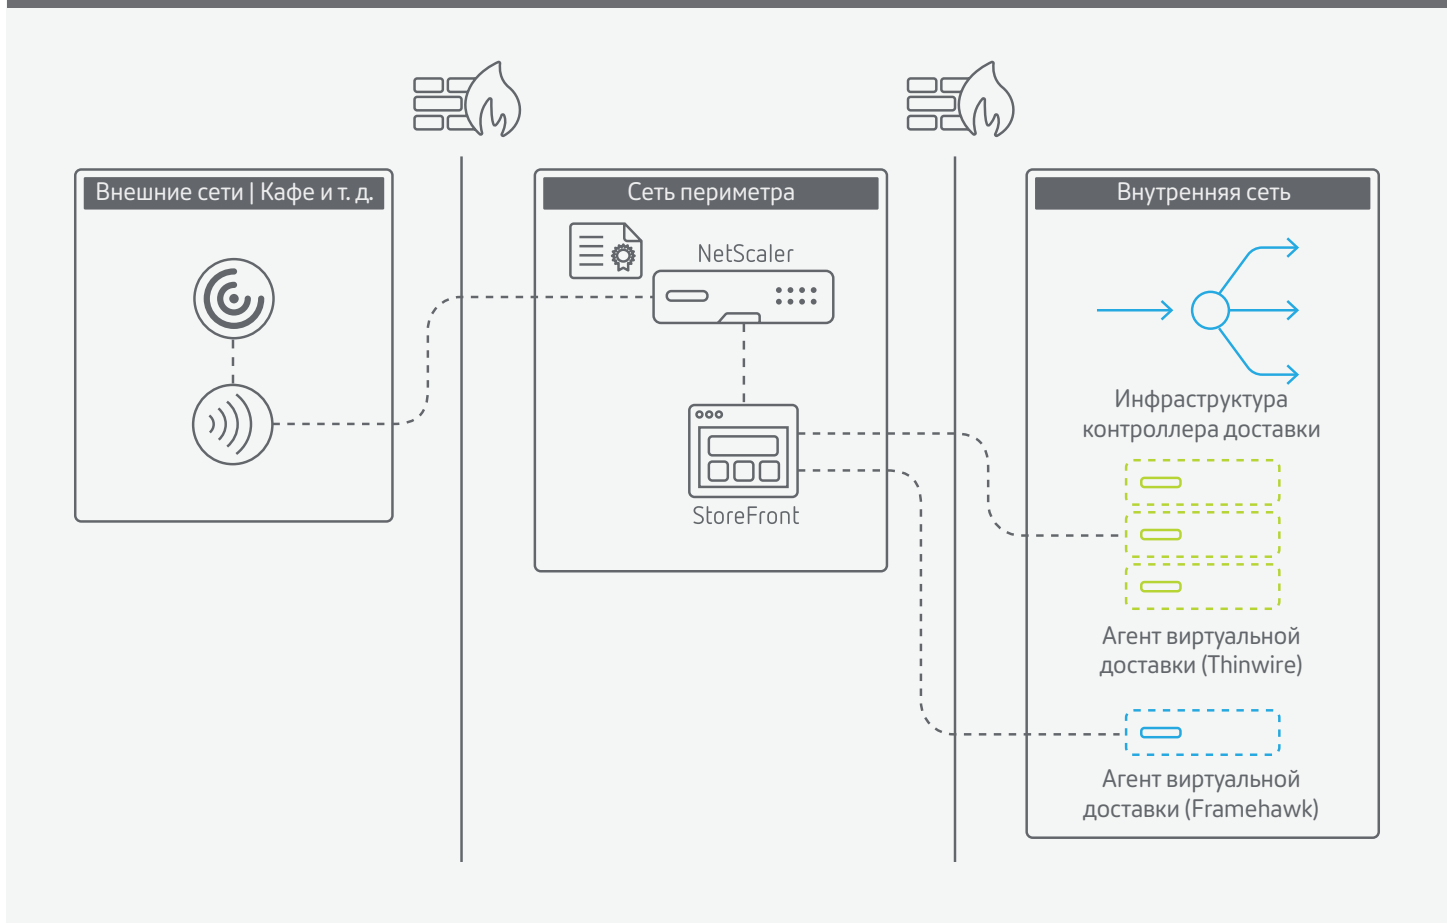 Внешние сети | Кафе и т. д.
Сеть периметра
NetScaler
StoreFront
Внутренняя сеть
Инфраструктура
контроллера доставки
Агент виртуальной
доставки (Thinwire)
Агент виртуальной
доставки (Framehawk)